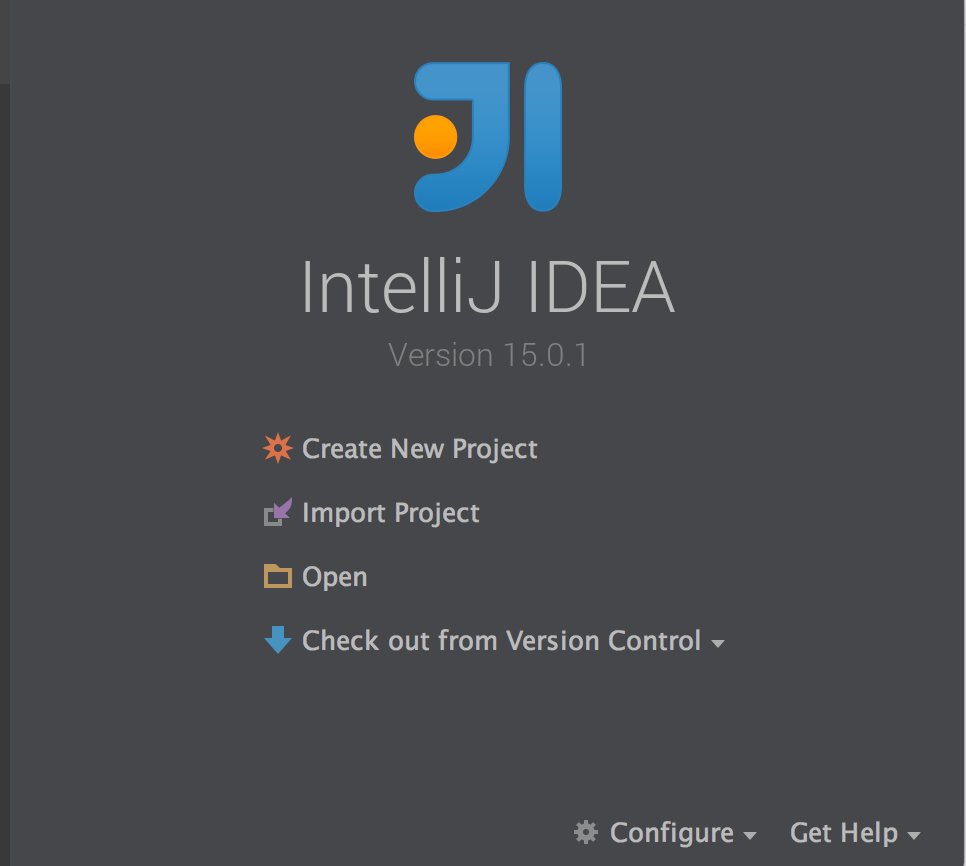 IntelliJ IDEA
Version 15.0.1
Create New Project
Import Project
Open
Check out from Version Control
Configure Get Help